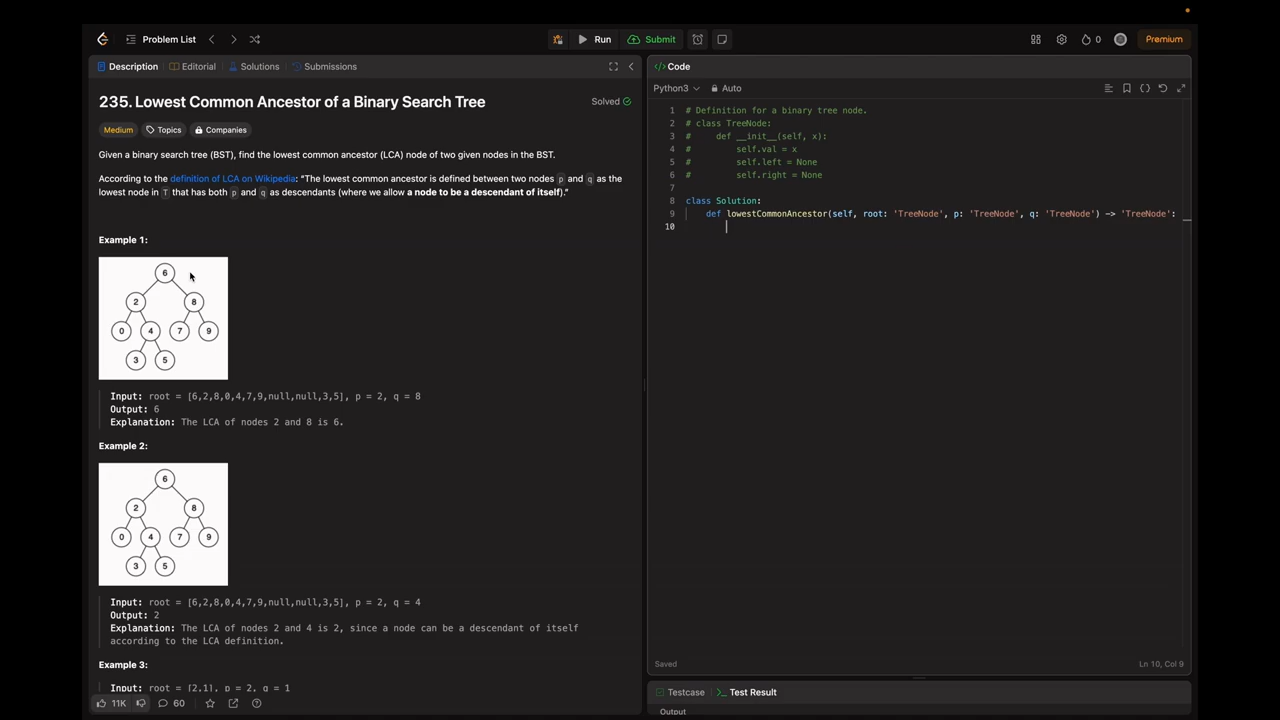 Problem List
Run
Submit
0
Premium
Description
Editorial
Solutions
Submissions
235. Lowest Common Ancestor of a Binary Search Tree
Solved
Medium
Topics
Companies
Given a binary search tree (BST), find the lowest common ancestor (LCA) node of two given nodes in the BST.
According to the definition of LCA on Wikipedia: “The lowest common ancestor is defined between two nodes p and q as the
lowest node in T that has both p and q as descendants (where we allow a node to be a descendant of itself).”
Example 1:
6
2 8
0 4 7 9
3 5
Input: root = [6,2,8,0,4,7,9,null,null,3,5], p = 2, q = 8
Output: 6
Explanation: The LCA of nodes 2 and 8 is 6.
Example 2:
6
2 8
0 4 7 9
3 5
Input: root = [6,2,8,0,4,7,9,null,null,3,5], p = 2, q = 4
Output: 2
Explanation: The LCA of nodes 2 and 4 is 2, since a node can be a descendant of itself
according to the LCA definition.
Example 3:
Input: root = [2,1], p = 2, q = 1
11K
60
</> Code
Python3
Auto
1 # Definition for a binary tree node.
2 # class TreeNode:
3 #     def __init__(self, x):
4 #         self.val = x
5 #         self.left = None
6 #         self.right = None
7
8 class Solution:
9     def lowestCommonAncestor(self, root: 'TreeNode', p: 'TreeNode', q: 'TreeNode') -> 'TreeNode':
10
Saved
Ln 10, Col 9
Testcase
>_ Test Result
Output